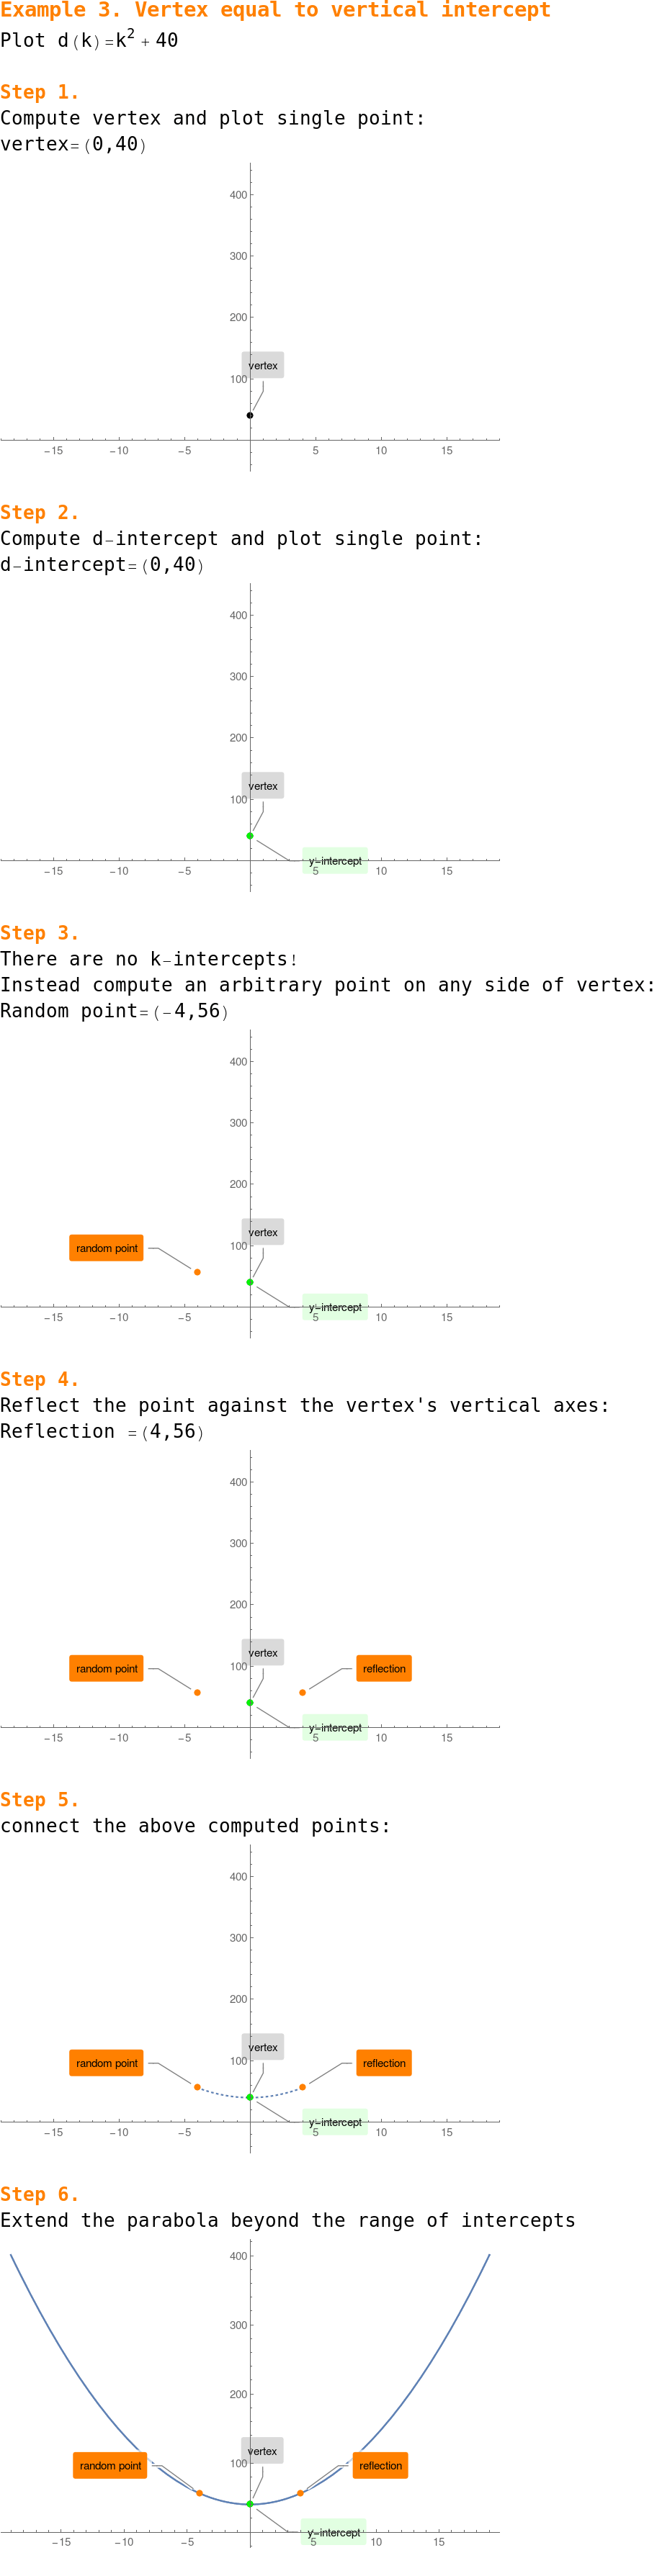 Example 3. Vertex equal to vertical intercept
Plot d(k)=k² + 40
Step 1.
Compute vertex and plot single point:
vertex=(0,40)
400
300
200
vertex
100
−15 −10 −5 5 10 15
Step 2.
Compute d−intercept and plot single point:
d−intercept=(0,40)
400
300
200
vertex
100
y−intercept
−15 −10 −5 5 10 15
Step 3.
There are no k−intercepts!
Instead compute an arbitrary point on any side of vertex:
Random point=(−4,56)
400
300
200
vertex
random point 100
y−intercept
−15 −10 −5 5 10 15
Step 4.
Reflect the point against the vertex's vertical axes:
Reflection =(4,56)
400
300
200
vertex
random point 100 reflection
y−intercept
−15 −10 −5 5 10 15
Step 5.
connect the above computed points:
400
300
200
vertex
random point 100 reflection
y−intercept
−15 −10 −5 5 10 15
Step 6.
Extend the parabola beyond the range of intercepts
400
300
200
vertex
100
random point reflection
y−intercept
−15 −10 −5 5 10 15